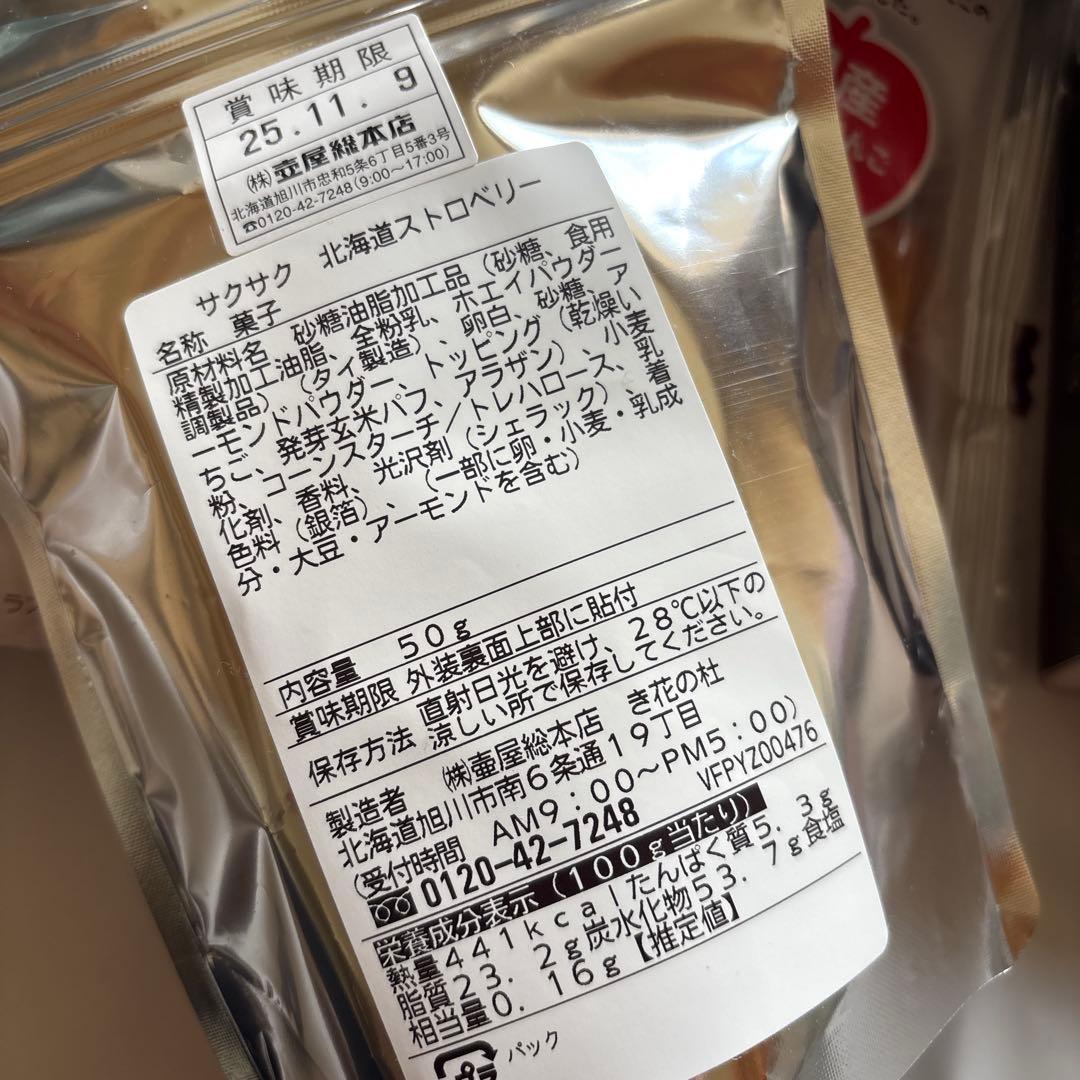 賞味期限
25.11. 9
㈱壺屋総本店
北海道旭川市忠和5条6丁目5番3号
☎0120-42-7248(9:00〜17:00)
サクサク　北海道ストロベリー
名称　菓子
原材料名　砂糖油脂加工品（砂糖、食用
精製加工油脂、全粉乳、ホエイパウダー
調製品）（タイ製造）、卵白、砂糖、ア
ーモンドパウダー、トッピング（乾燥い
ちご、発芽玄米パフ、アラザン）、小麦
粉、コーンスターチ／トレハロース、乳
化剤、香料、光沢剤（シェラック）、着
色料（銀箔）、（一部に卵・小麦・乳成
分・大豆・アーモンドを含む）
内容量　50g
賞味期限 外装裏面上部に貼付
保存方法 直射日光を避け、28℃以下の
涼しい所で保存してください。
製造者　㈱壷屋総本店　き花の杜
北海道旭川市南6条通19丁目
（受付時間　AM9：00〜PM5：00）
0120-42-7248　VFPYZ00476
栄養成分表示（100g当たり）
熱量441kcalたんぱく質5.3g
脂質23.2g炭水化物53.7g食塩
相当量0.16g【推定値】
パック
産
んこ